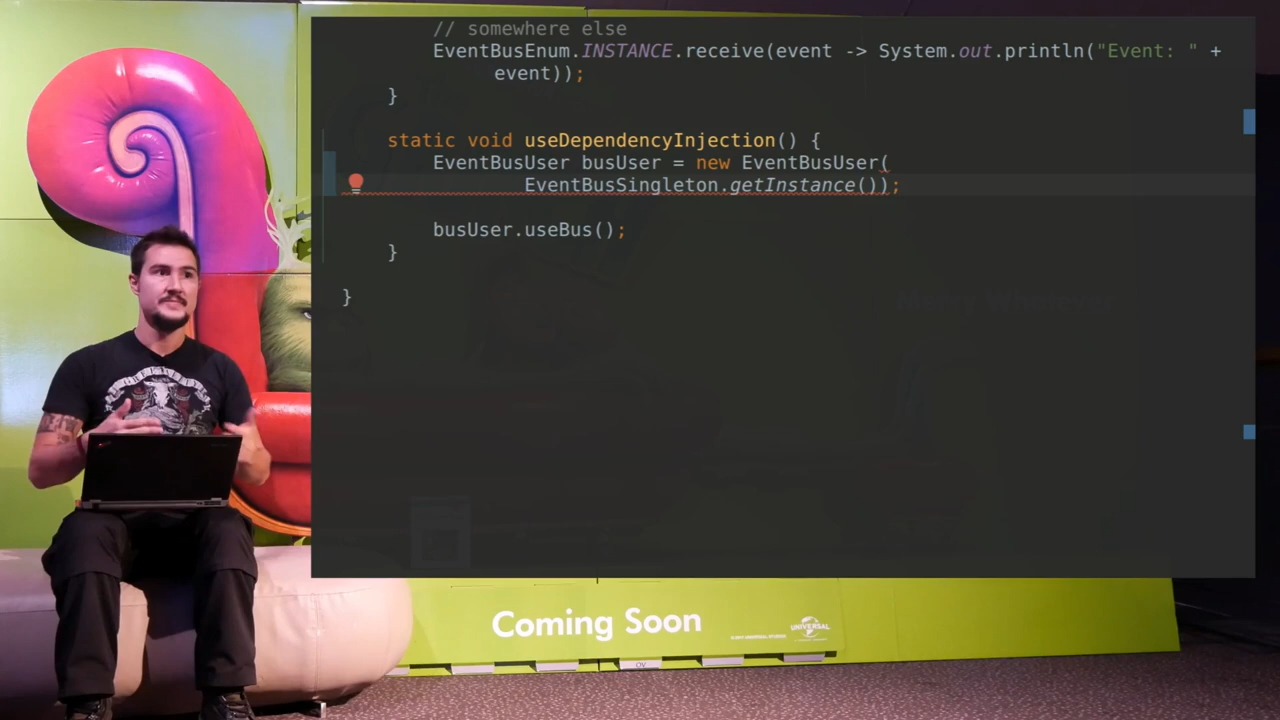 // somewhere else
EventBusEnum.INSTANCE.receive(event -> System.out.println("Event: " +
event));
}
static void useDependencyInjection() {
EventBusUser busUser = new EventBusUser(
EventBusSingleton.getInstance());
busUser.useBus();
}
}
Coming Soon
UNIVERSAL
OV